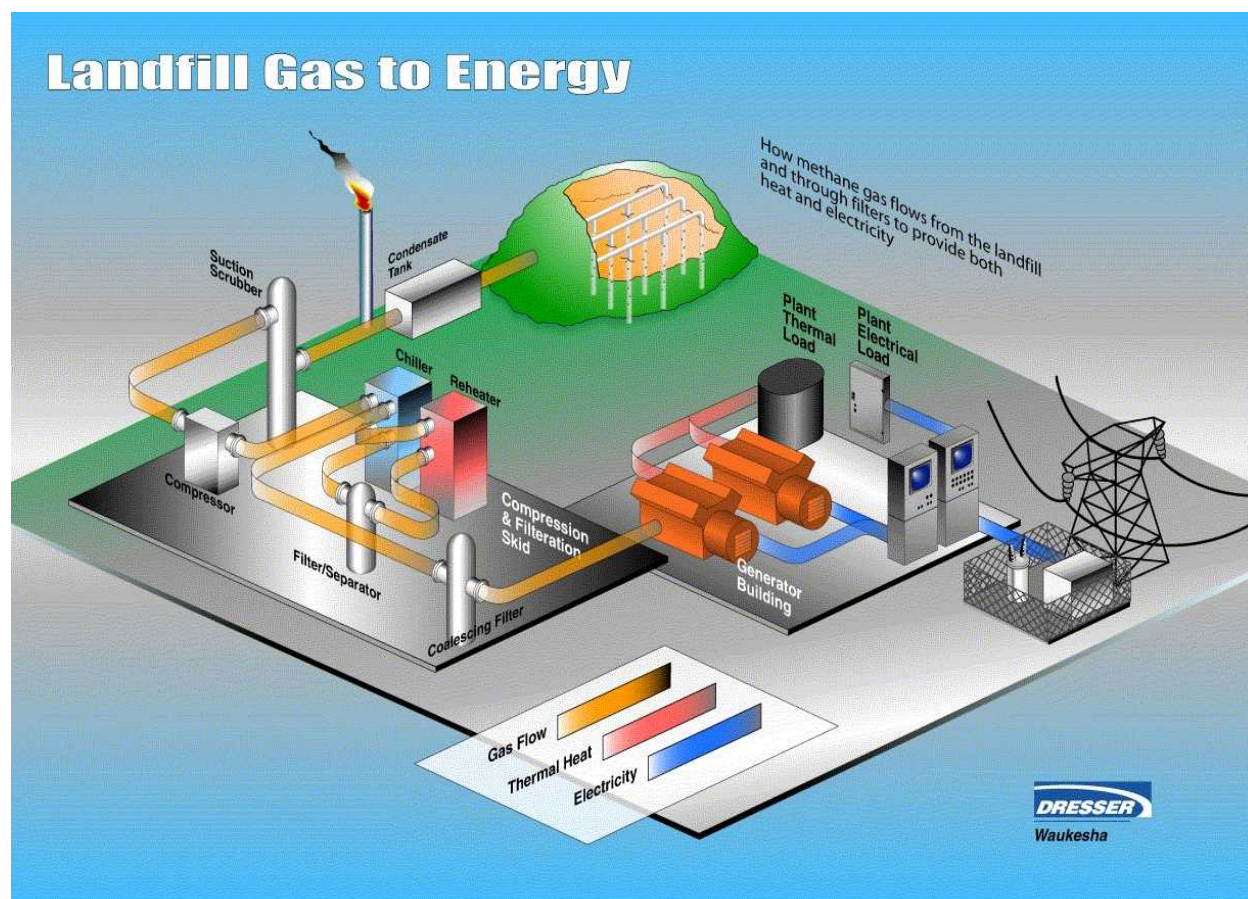 Landfill Gas to Energy
How methane gas flows from the landfill
and through filters to provide both
heat and electricity
Condensate
Tank
Suction
Scrubber
Plant
Thermal
Load
Plant
Electrical
Load
Chiller
Reheater
Compressor
Compression
& Filteration
Skid
Filter/Separator
Generator
Building
Coalescing Filter
Gas Flow
Thermal Heat
Electricity
DRESSER
Waukesha